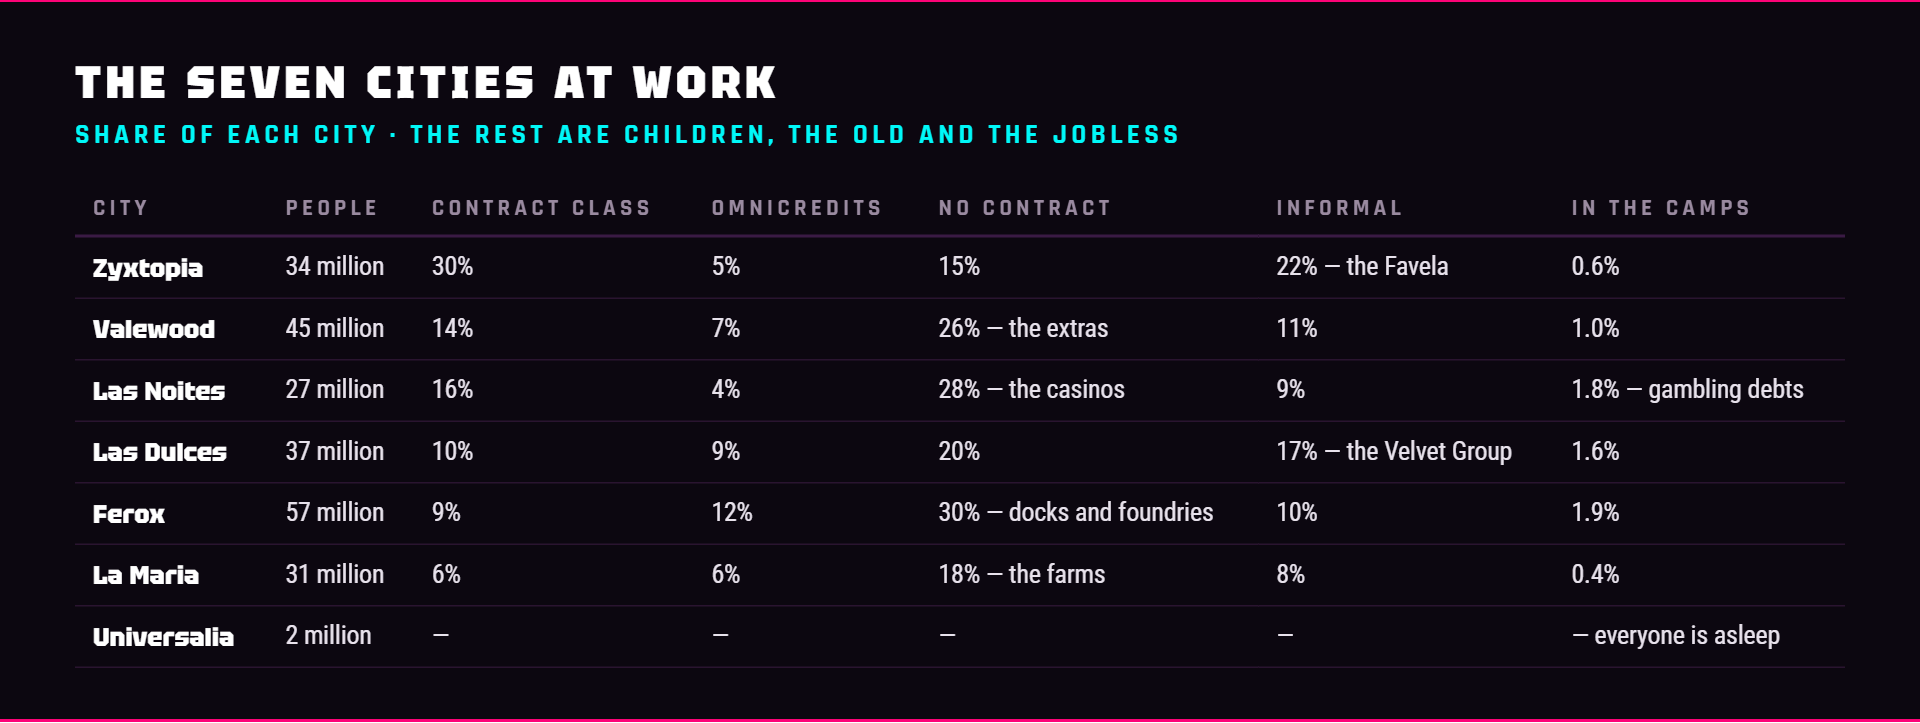 THE SEVEN CITIES AT WORK
SHARE OF EACH CITY · THE REST ARE CHILDREN, THE OLD AND THE JOBLESS
CITY PEOPLE CONTRACT CLASS OMNICREDITS NO CONTRACT INFORMAL IN THE CAMPS
Zyxtopia 34 million 30% 5% 15% 22% – the Favela 0.6%
Valewood 45 million 14% 7% 26% – the extras 11% 1.0%
Las Noites 27 million 16% 4% 28% – the casinos 9% 1.8% – gambling debts
Las Dulces 37 million 10% 9% 20% 17% – the Velvet Group 1.6%
Ferox 57 million 9% 12% 30% – docks and foundries 10% 1.9%
La Maria 31 million 6% 6% 18% – the farms 8% 0.4%
Universalia 2 million – – – – – everyone is asleep